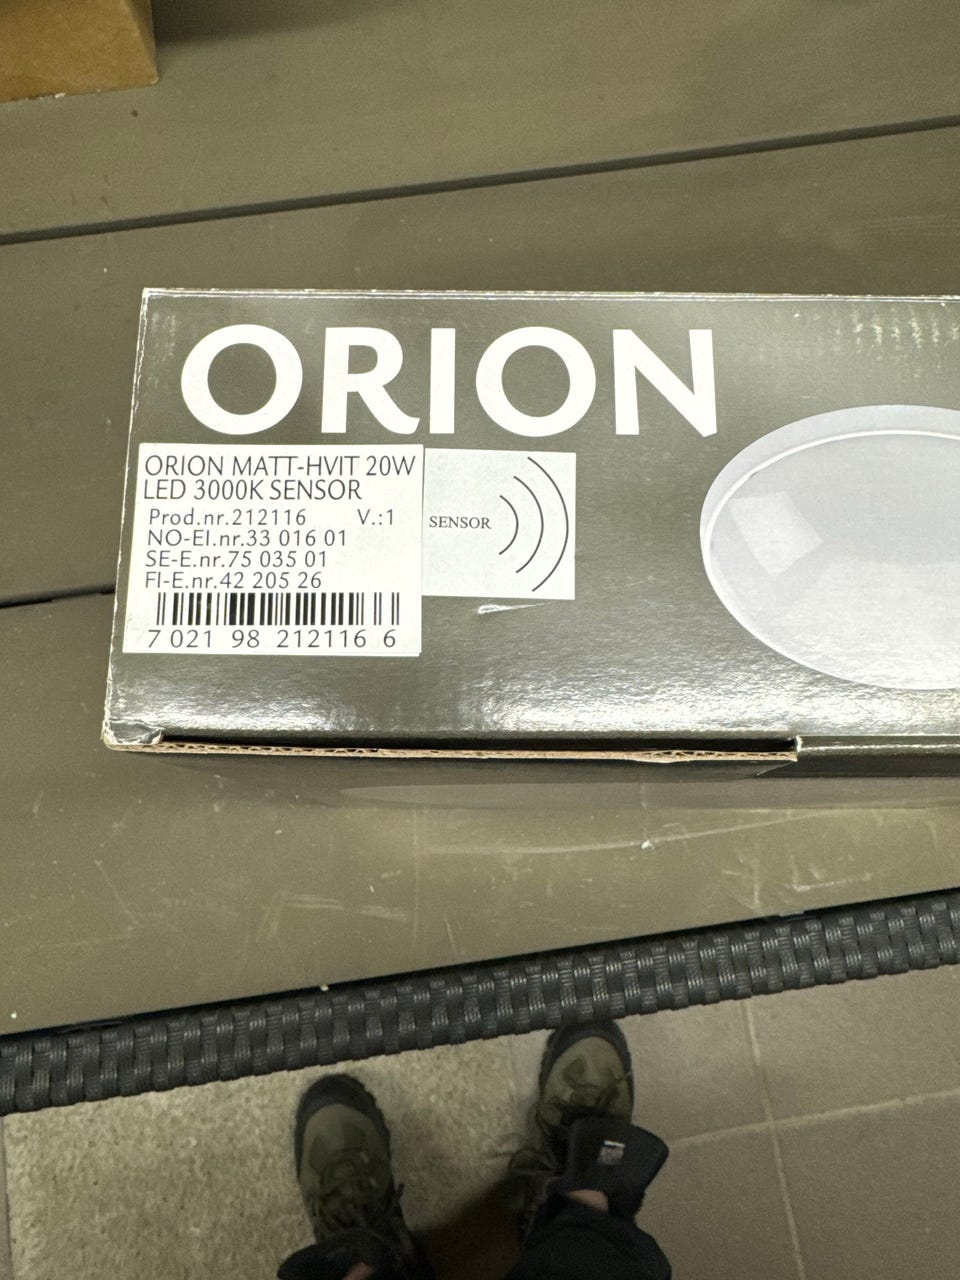 ORION
ORION MATT-HVIT 20W
LED 3000K SENSOR
Prod.nr.212116 V.:1
NO-El.nr.33 016 01
SE-E.nr.75 035 01
FI-E.nr.42 205 26
7 021 98 212116 6
SENSOR